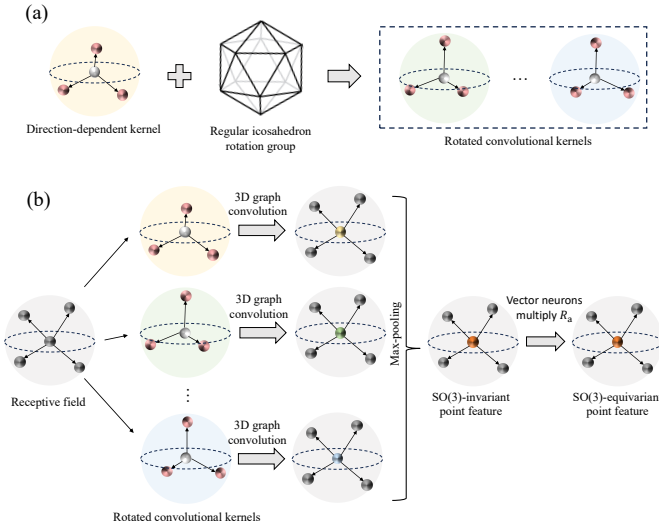 (a)
Direction-dependent kernel
Regular icosahedron
rotation group
...
Rotated convolutional kernels
(b)
3D graph
convolution
3D graph
convolution
3D graph
convolution
Receptive field
Rotated convolutional kernels
Max-pooling
SO(3)-invariant
point feature
Vector neurons
multiply Rₐ
SO(3)-equivarian
point feature